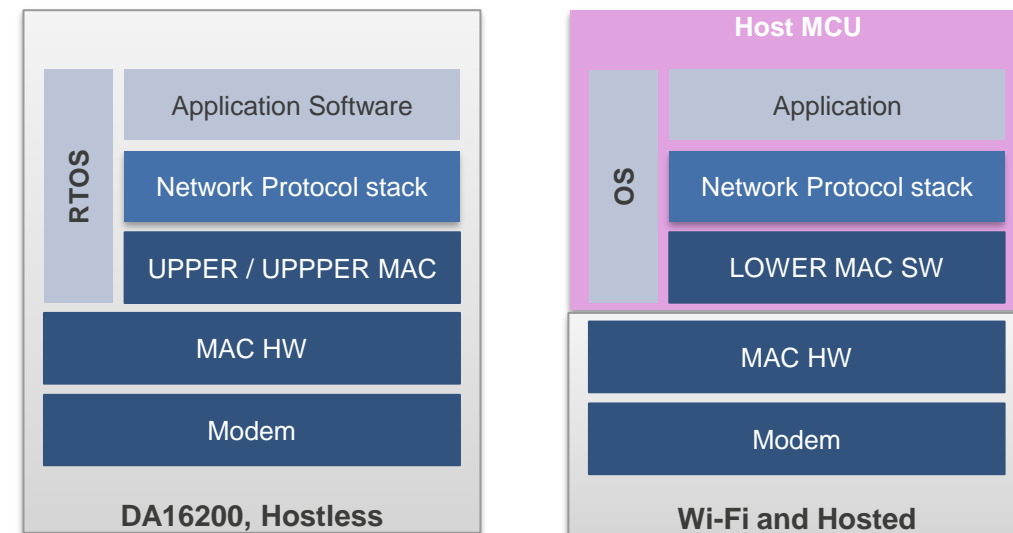 RTOS
Application Software
Network Protocol stack
UPPER / UPPPER MAC
MAC HW
Modem
DA16200, Hostless
Host MCU
OS
Application
Network Protocol stack
LOWER MAC SW
MAC HW
Modem
Wi-Fi and Hosted